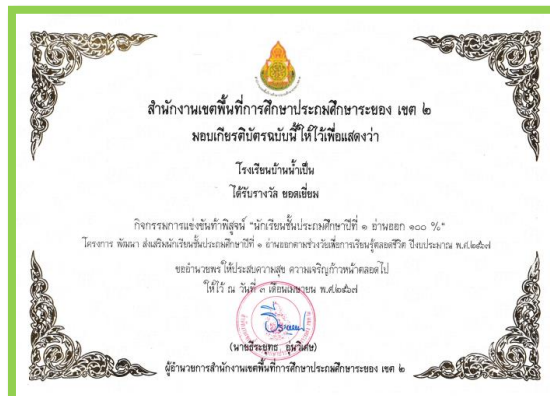 สำนักงานเขตพื้นที่การศึกษาประถมศึกษาระยอง เขต ๒
มอบเกียรติบัตรฉบับนี้ให้ไว้เพื่อแสดงว่า
โรงเรียนบ้านน้ำเป็น
ได้รับรางวัล ยอดเยี่ยม
กิจกรรมการแข่งขันท้าพิสูจน์ "นักเรียนชั้นประถมศึกษาปีที่ ๑ อ่านออก ๑๐๐ %"
โครงการ พัฒนา ส่งเสริมนักเรียนชั้นประถมศึกษาปีที่ ๑ อ่านออกตามช่วงวัยเพื่อการเรียนรู้ตลอดชีวิต ปีงบประมาณ พ.ศ.๒๕๖๗
ขออำนวยพรให้ประสบความสุข ความเจริญก้าวหน้าตลอดไป
ให้ไว้ ณ วันที่ ๓ เดือนเมษายน พ.ศ.๒๕๖๗
(นายธีระยุทธ อุ่นวิเศษ)
ผู้อำนวยการสำนักงานเขตพื้นที่การศึกษาประถมศึกษาระยอง เขต ๒